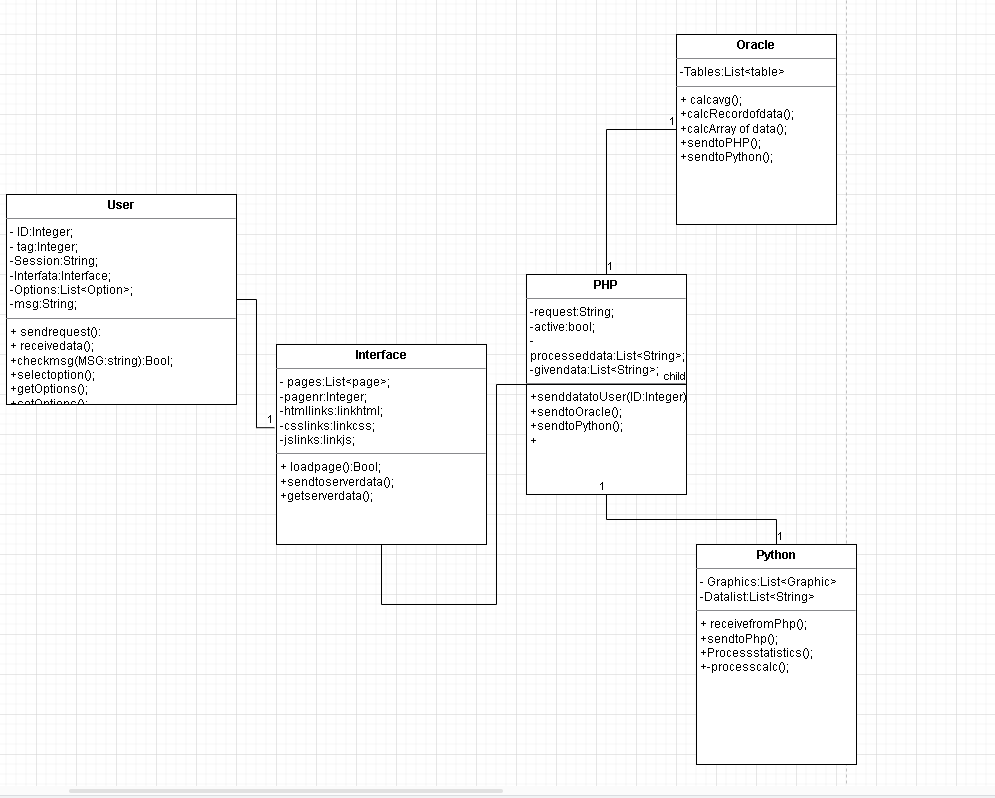 Oracle
-Tables:List<table>
+ calcavg();
+calcRecordofdata();
+calcArray of data();
+sendtoPHP();
+sendtoPython();
1
1
User
- ID:Integer;
- tag:Integer;
-Session:String;
-Interfata:Interface;
-Options:List<Option>;
-msg:String;
+ sendrequest():
+ receivedata();
+checkmsg(MSG:string):Bool;
+selectoption();
+getOptions();
+setOptions();
1
Interface
- pages:List<page>;
-pagenr:Integer;
-htmllinks:linkhtml;
-csslinks:linkcss;
-jslinks:linkjs;
+ loadpage():Bool;
+sendtoserverdata();
+getserverdata();
PHP
-request:String;
-active:bool;
-
processeddata:List<String>;
-givendata:List<String>;
child
+senddatatoUser(ID:Integer)
+sendtoOracle();
+sendtoPython();
+
1
1
Python
- Graphics:List<Graphic>
-Datalist:List<String>
+ receivefromPhp();
+sendtoPhp();
+Processstatistics();
+-processcalc();